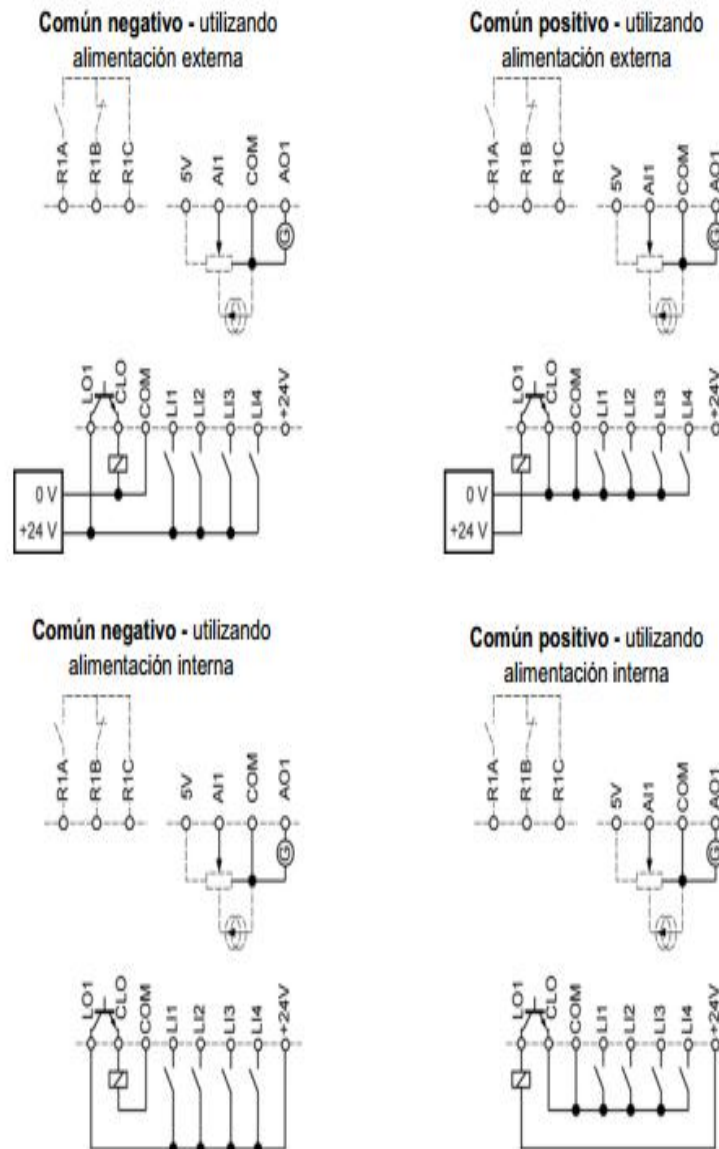 Común negativo - utilizando
alimentación externa
R1A
R1B
R1C
5V
AI1
COM
AO1
G
LO1
CLO
COM
LI1
LI2
LI3
LI4
+24V
0 V
+24 V
Común positivo - utilizando
alimentación externa
R1A
R1B
R1C
5V
AI1
COM
AO1
G
LO1
CLO
COM
LI1
LI2
LI3
LI4
+24V
0 V
+24 V
Común negativo - utilizando
alimentación interna
R1A
R1B
R1C
5V
AI1
COM
AO1
G
LO1
CLO
COM
LI1
LI2
LI3
LI4
+24V
Común positivo - utilizando
alimentación interna
R1A
R1B
R1C
5V
AI1
COM
AO1
G
LO1
CLO
COM
LI1
LI2
LI3
LI4
+24V